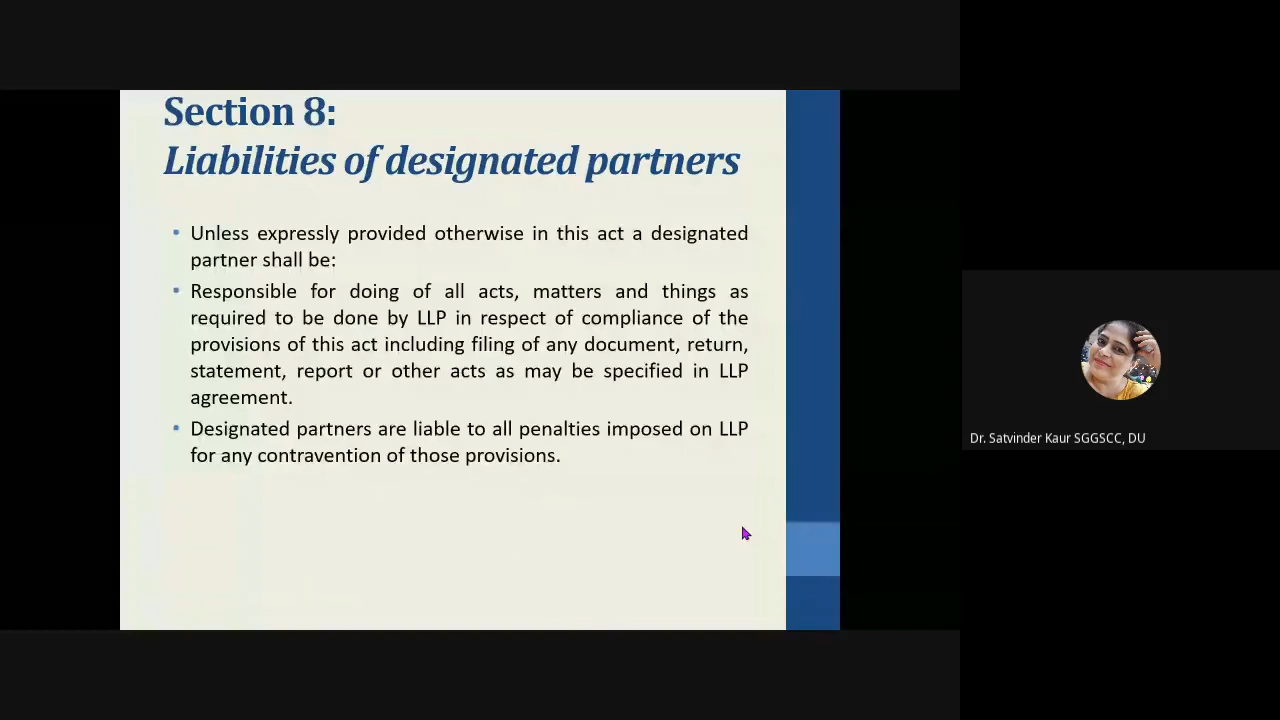 Section 8:
Liabilities of designated partners
• Unless expressly provided otherwise in this act a designated
partner shall be:
• Responsible for doing of all acts, matters and things as
required to be done by LLP in respect of compliance of the
provisions of this act including filing of any document, return,
statement, report or other acts as may be specified in LLP
agreement.
• Designated partners are liable to all penalties imposed on LLP
for any contravention of those provisions.
Dr. Satvinder Kaur SGGSCC, DU